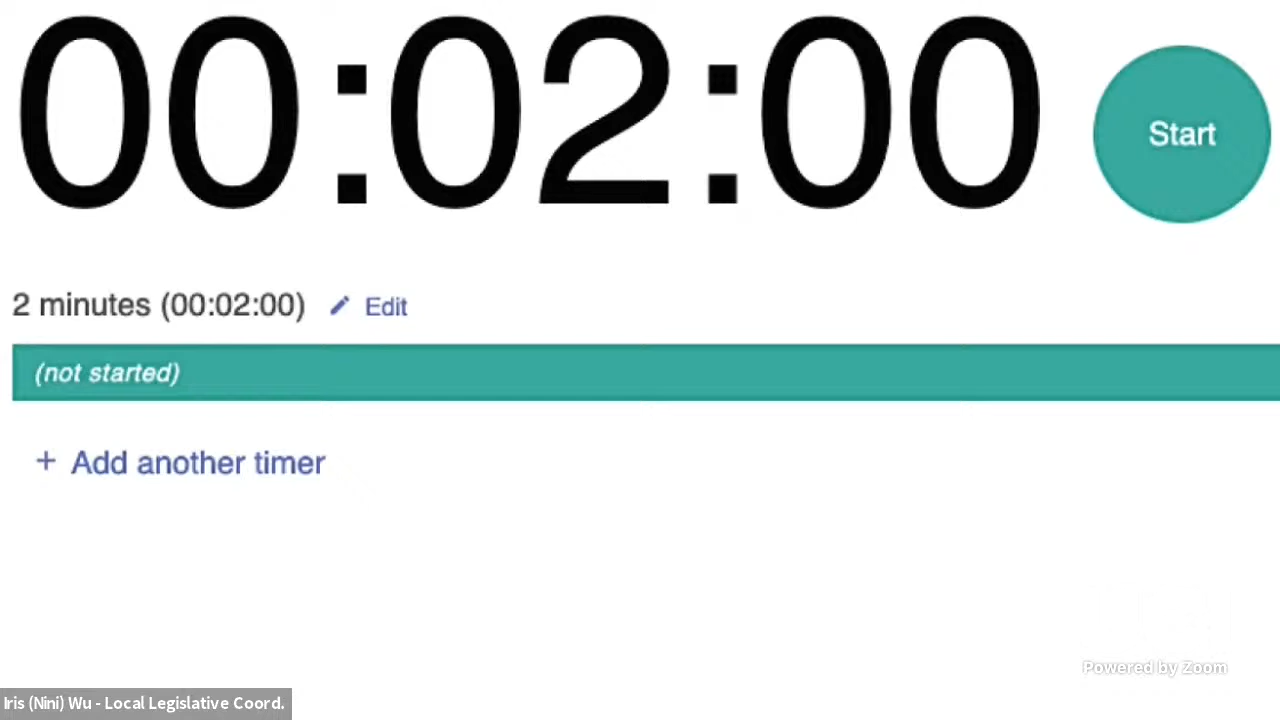 00:02:00
Start
2 minutes (00:02:00) Edit
(not started)
+ Add another timer
Powered by Zoom
Iris (Nini) Wu - Local Legislative Coord.